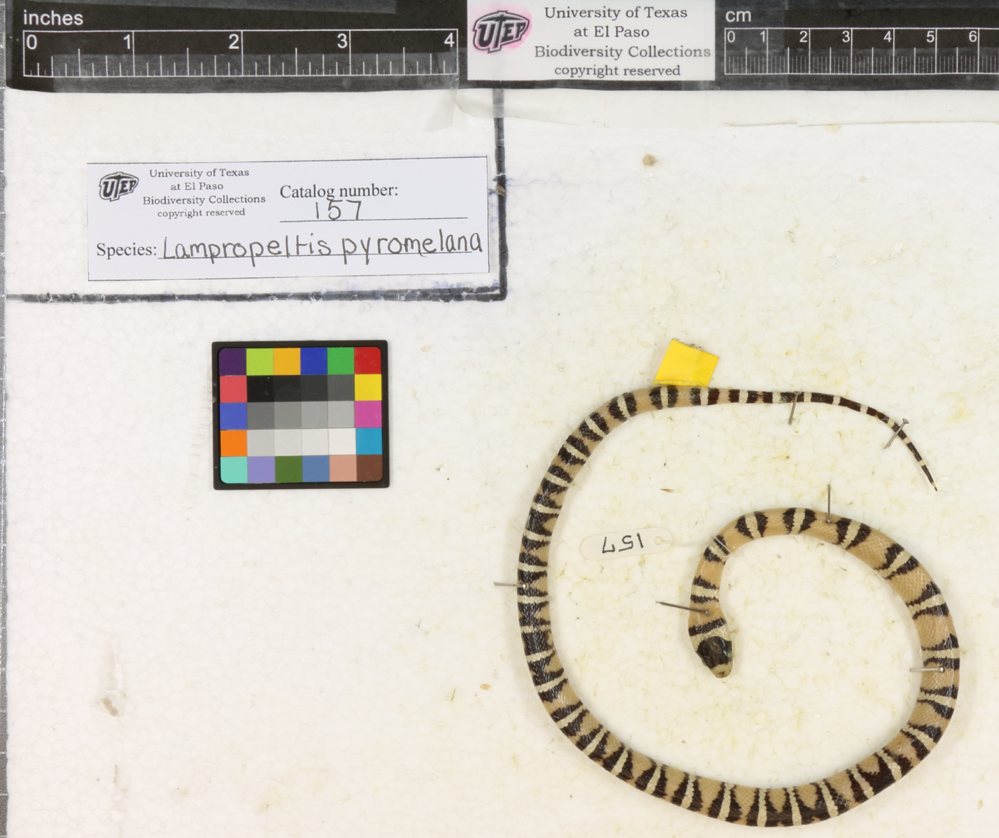 inches
0 1 2 3 4
UTEP
University of Texas
at El Paso
Biodiversity Collections
copyright reserved
cm
0 1 2 3 4 5 6
UTEP
University of Texas
at El Paso
Biodiversity Collections
copyright reserved
Catalog number:
157
Species: Lampropeltis pyromelana
157